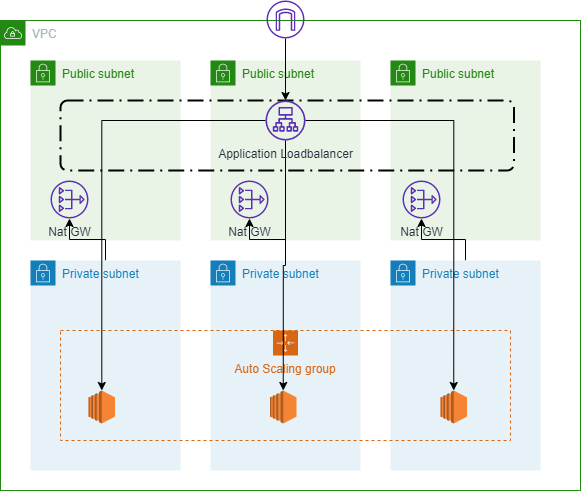 VPC
Public subnet
Public subnet
Public subnet
Application Loadbalancer
Nat GW
Nat GW
Nat GW
Private subnet
Private subnet
Private subnet
Auto Scaling group